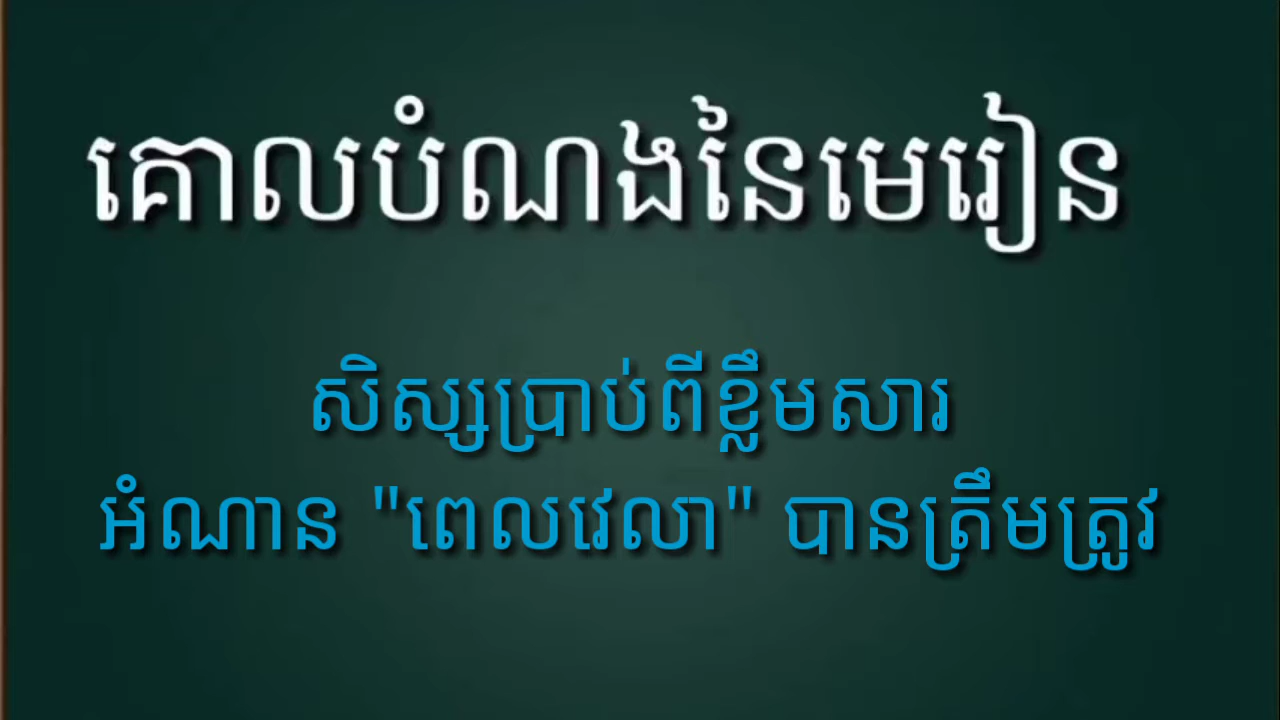 គោលបំណងនៃមេរៀន
សិស្សប្រាប់ពីខ្លឹមសារ
អំណាន "ពេលវេលា" បានត្រឹមត្រូវ